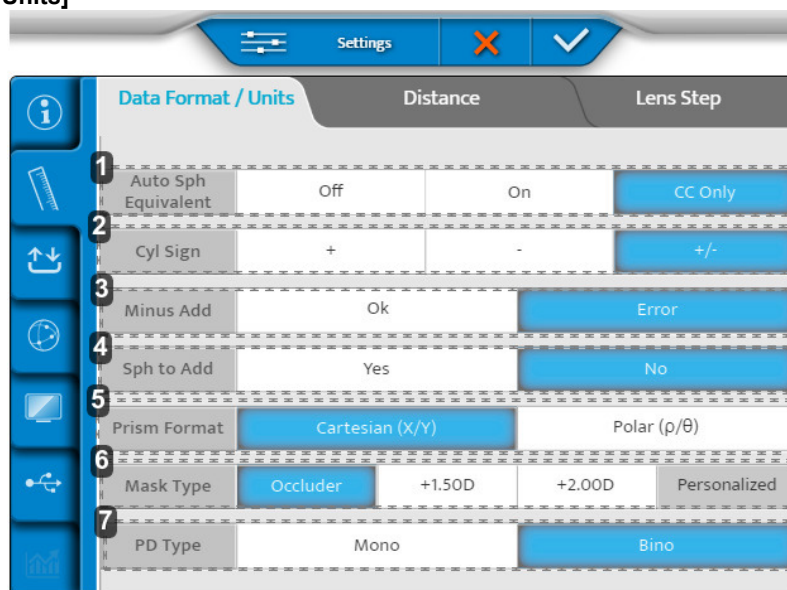 Units]
Settings
Data Format / Units Distance Lens Step
1
Auto Sph Equivalent Off On CC Only
2
Cyl Sign + - +/-
3
Minus Add Ok Error
4
Sph to Add Yes No
5
Prism Format Cartesian (X/Y) Polar (ρ/θ)
6
Mask Type Occluder +1.50D +2.00D Personalized
7
PD Type Mono Bino